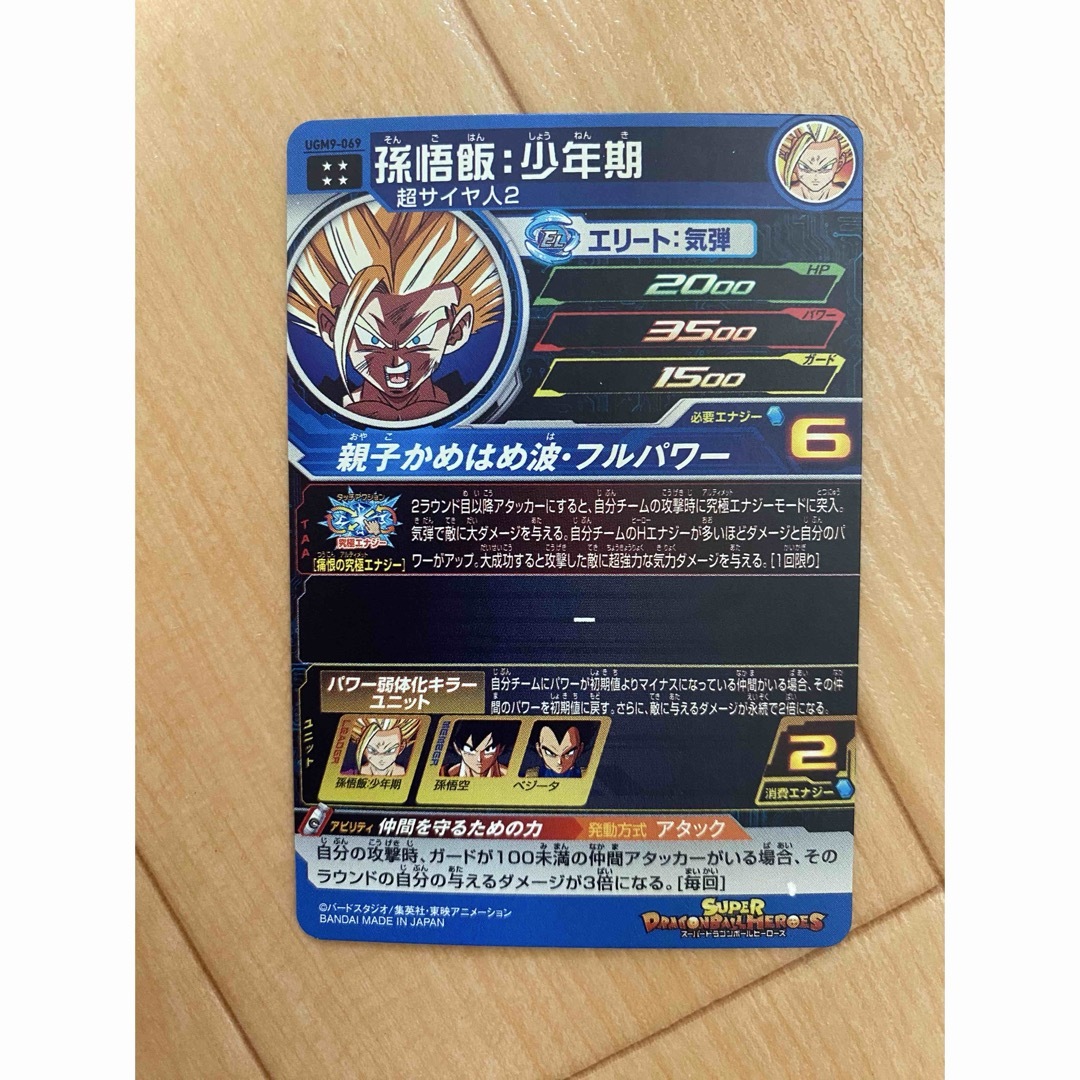 UGM9-069
孫悟飯:少年期
そんごはん しょうねんき
超サイヤ人2
EL エリート:気弾
HP
2000
パワー
3500
ガード
1500
必要エナジー
6
親子かめはめ波・フルパワー
TAA
タッチアクション
究極エナジー
[痛恨の究極エナジー]
2ラウンド目以降アタッカーにすると、自分チームの攻撃時に究極エナジーモードに突入。
気弾で敵に大ダメージを与える。自分チームのHエナジーが多いほどダメージと自分のパ
ワーがアップ。大成功すると攻撃した敵に超強力な気力ダメージを与える。[1回限り]
ー
ユニット
パワー弱体化キラー
ユニット
自分チームにパワーが初期値よりマイナスになっている仲間がいる場合、その仲
間のパワーを初期値に戻す。さらに、敵に与えるダメージが永続で2倍になる。
LEADER
孫悟飯:少年期
MEMBER
孫悟空
ベジータ
2
消費エナジー
アビリティ 仲間を守るための力 発動方式 アタック
自分の攻撃時、ガードが100未満の仲間アタッカーがいる場合、その
ラウンドの自分の与えるダメージが3倍になる。[毎回]
©バードスタジオ/集英社・東映アニメーション
BANDAI MADE IN JAPAN
SUPER
DRAGONBALL HEROES
スーパードラゴンボールヒーローズ